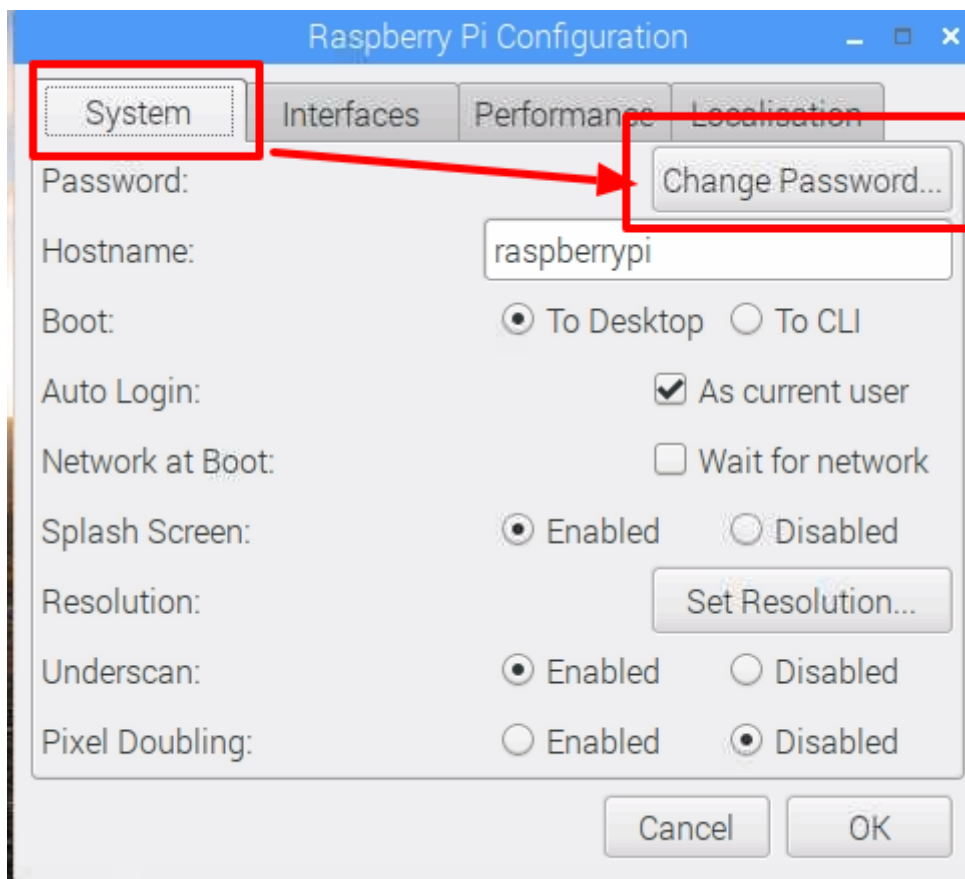 Raspberry Pi Configuration
System Interfaces Performance Localisation
Password: Change Password...
Hostname: raspberrypi
Boot: To Desktop To CLI
Auto Login: As current user
Network at Boot: Wait for network
Splash Screen: Enabled Disabled
Resolution: Set Resolution...
Underscan: Enabled Disabled
Pixel Doubling: Enabled Disabled
Cancel OK